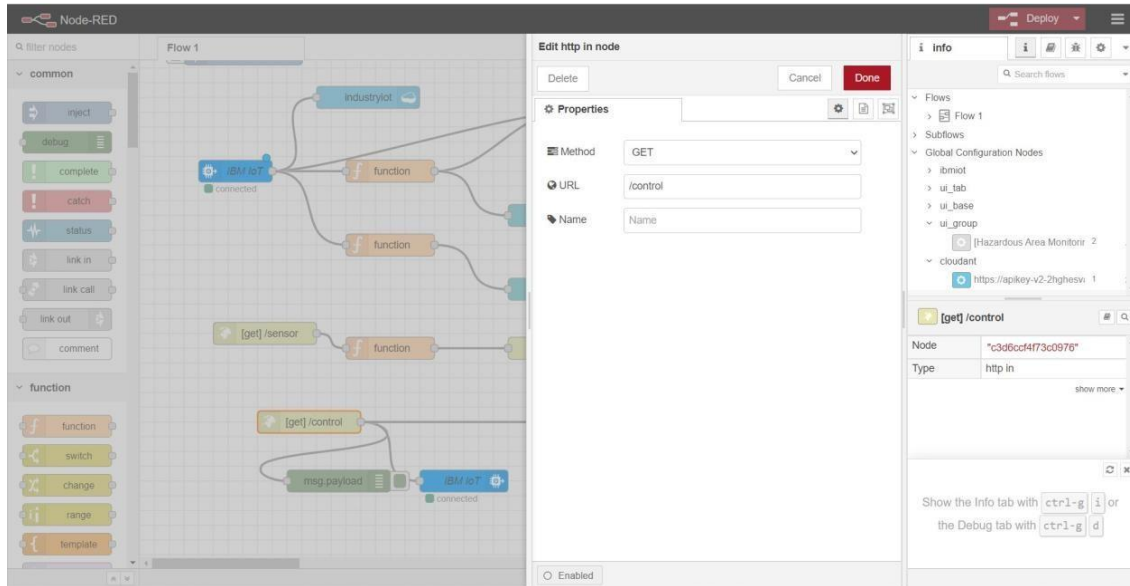 Node-RED
Deploy
filter nodes
Flow 1
common
inject
debug
complete
catch
status
link in
link call
link out
comment
function
function
switch
change
range
template
industryiot
IBM IoT
connected
function
function
[get] /sensor
function
[get] /control
msg.payload
IBM IoT
connected
Edit http in node
Delete
Cancel
Done
Properties
Method
GET
URL
/control
Name
Name
Enabled
i info
i
Search flows
Flows
Flow 1
Subflows
Global Configuration Nodes
ibmiot
ui_tab
ui_base
ui_group
[Hazardous Area Monitorir 2
cloudant
https://apikey-v2-2hghesv 1
[get] /control
Node "c3d6ccf4f73c0976"
Type http in
show more
Show the Info tab with ctrl-g i or
the Debug tab with ctrl-g d